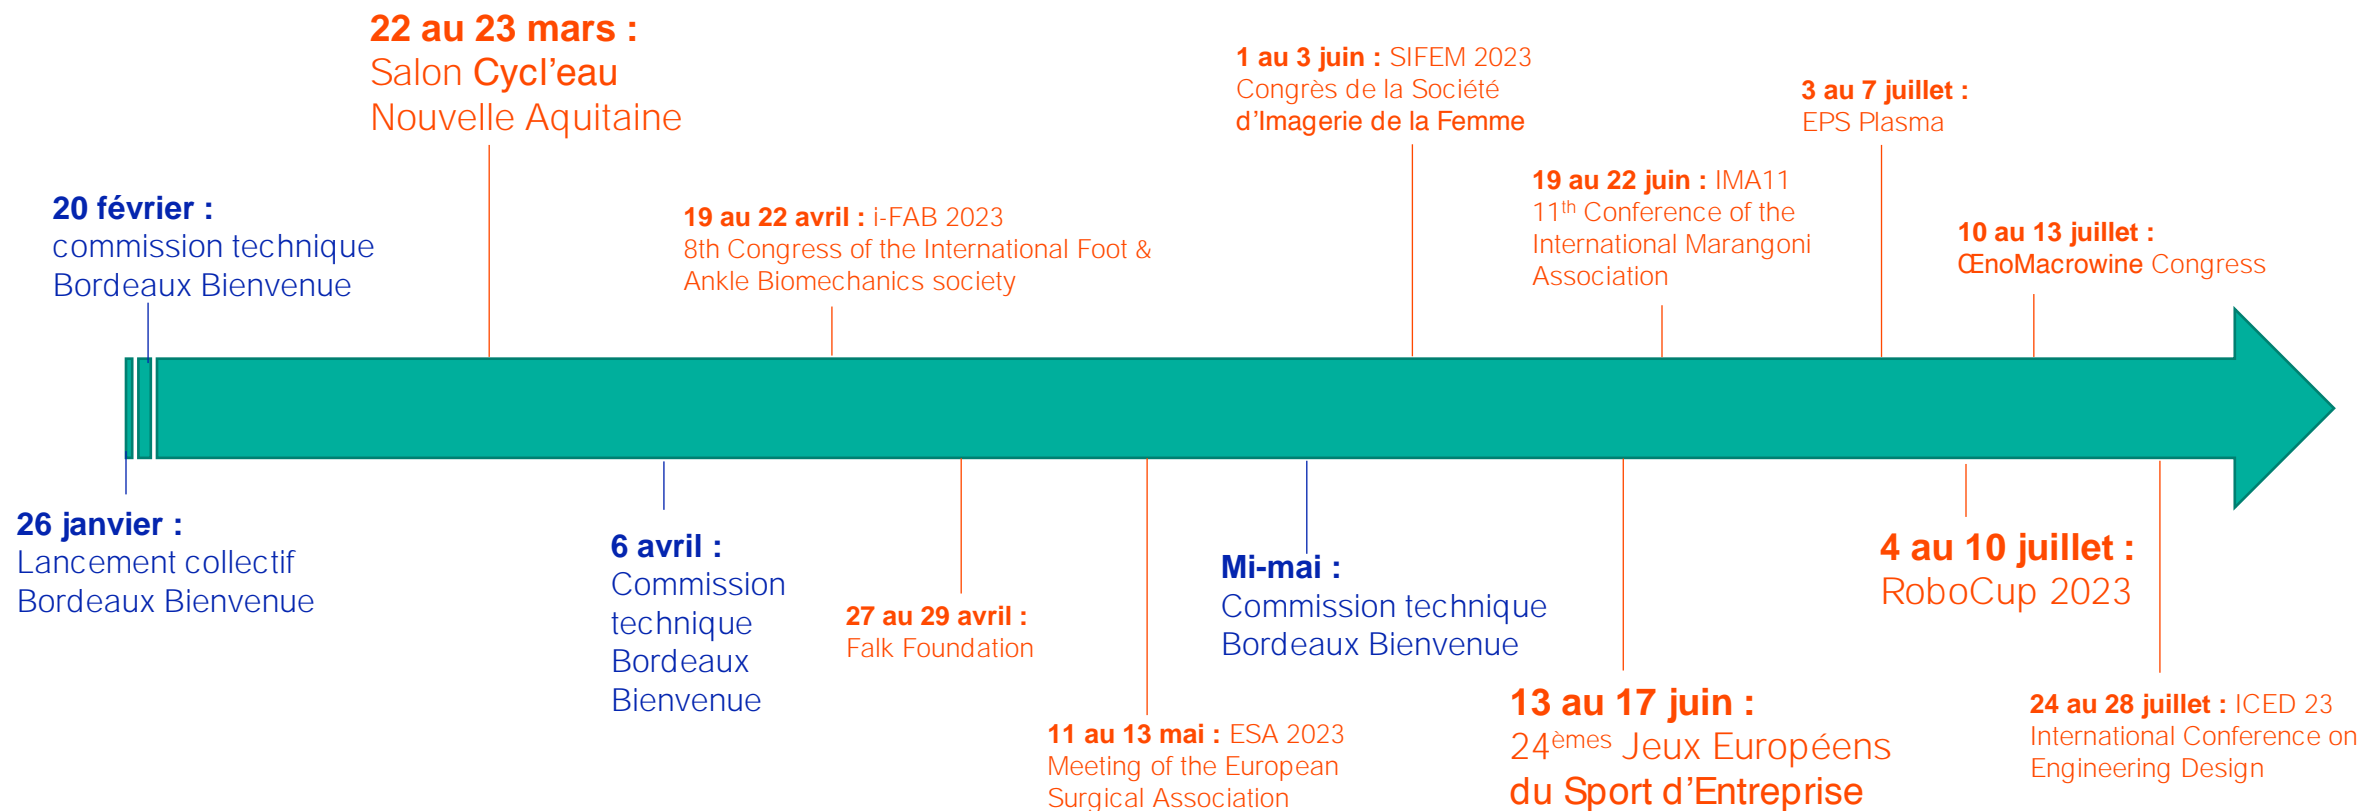 22 au 23 mars :
Salon Cycl'eau
Nouvelle Aquitaine
1 au 3 juin : SIFEM 2023
Congrès de la Société
d'Imagerie de la Femme
3 au 7 juillet :
EPS Plasma
20 février :
commission technique
Bordeaux Bienvenue
19 au 22 avril : i-FAB 2023
8th Congress of the International Foot &
Ankle Biomechanics society
19 au 22 juin : IMA11
11th Conference of the
International Marangoni
Association
10 au 13 juillet :
ŒnoMacrowine Congress
26 janvier :
Lancement collectif
Bordeaux Bienvenue
6 avril :
Commission
technique
Bordeaux
Bienvenue
27 au 29 avril :
Falk Foundation
11 au 13 mai : ESA 2023
Meeting of the European
Surgical Association
Mi-mai :
Commission technique
Bordeaux Bienvenue
13 au 17 juin :
24èmes Jeux Européens
du Sport d'Entreprise
4 au 10 juillet :
RoboCup 2023
24 au 28 juillet : ICED 23
International Conference on
Engineering Design